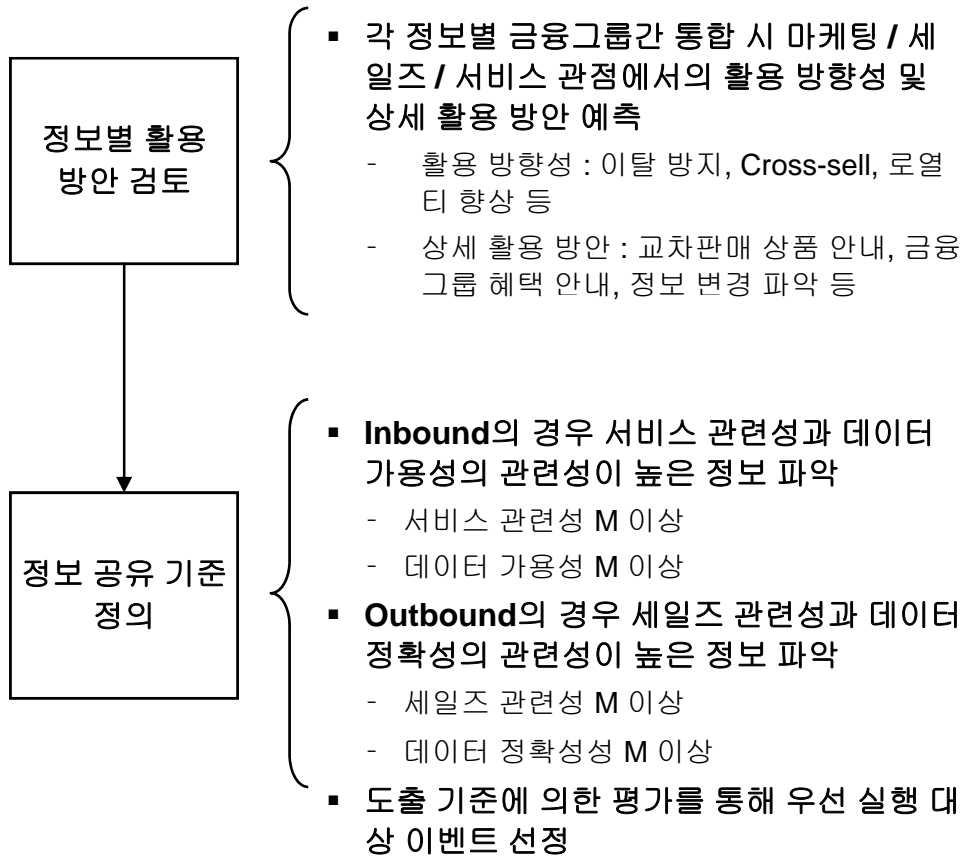 정보별 활용
방안 검토
▪ 각 정보별 금융그룹간 통합 시 마케팅 / 세
일즈 / 서비스 관점에서의 활용 방향성 및
상세 활용 방안 예측
- 활용 방향성 : 이탈 방지, Cross-sell, 로열
티 향상 등
- 상세 활용 방안 : 교차판매 상품 안내, 금융
그룹 혜택 안내, 정보 변경 파악 등
정보 공유 기준
정의
▪ Inbound의 경우 서비스 관련성과 데이터
가용성의 관련성이 높은 정보 파악
- 서비스 관련성 M 이상
- 데이터 가용성 M 이상
▪ Outbound의 경우 세일즈 관련성과 데이터
정확성의 관련성이 높은 정보 파악
- 세일즈 관련성 M 이상
- 데이터 정확성성 M 이상
▪ 도출 기준에 의한 평가를 통해 우선 실행 대
상 이벤트 선정